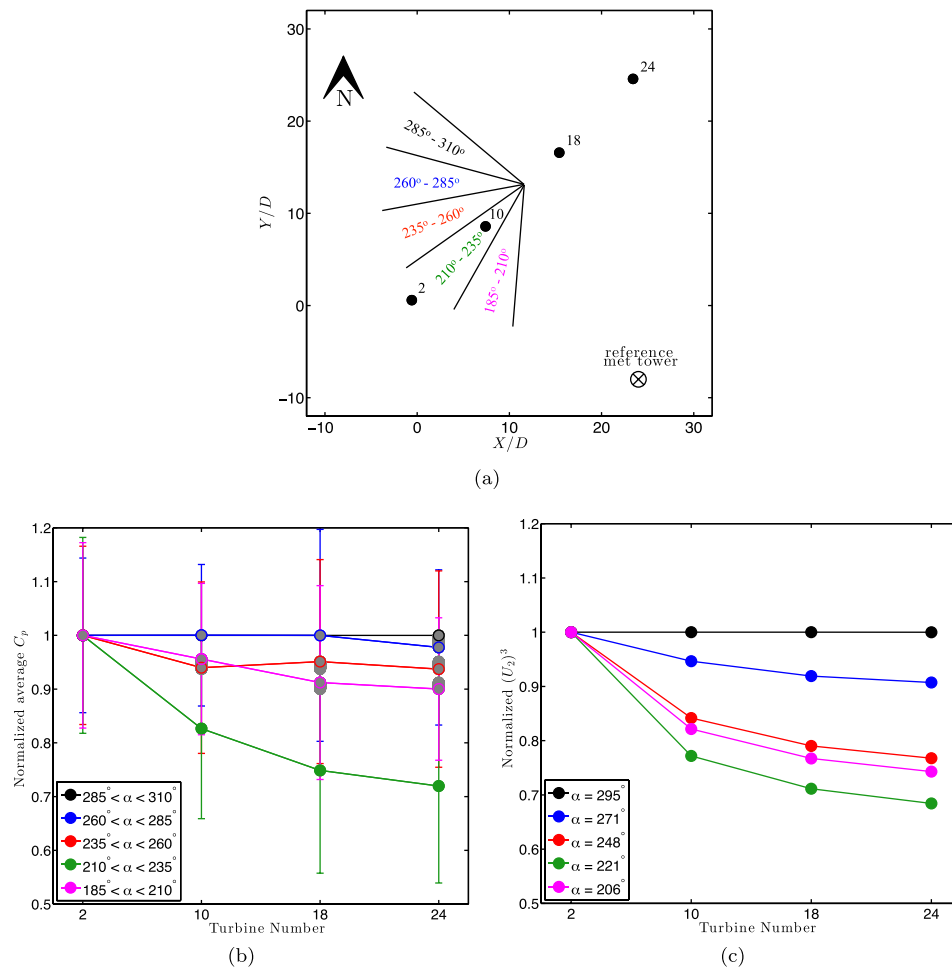 30
20
10
0
−10
Y/D
N
24
18
10
2
285° - 310°
260° - 285°
235° - 260°
210° - 235°
185° - 210°
reference
met tower
−10 0 10 20 30
X/D
(a)
1.2
1.1
1
0.9
0.8
0.7
0.6
0.5
Normalized average Cp
285° < α < 310°
260° < α < 285°
235° < α < 260°
210° < α < 235°
185° < α < 210°
2 10 18 24
Turbine Number
(b)
1.2
1.1
1
0.9
0.8
0.7
0.6
0.5
Normalized (U₂)³
α = 295°
α = 271°
α = 248°
α = 221°
α = 206°
2 10 18 24
Turbine Number
(c)